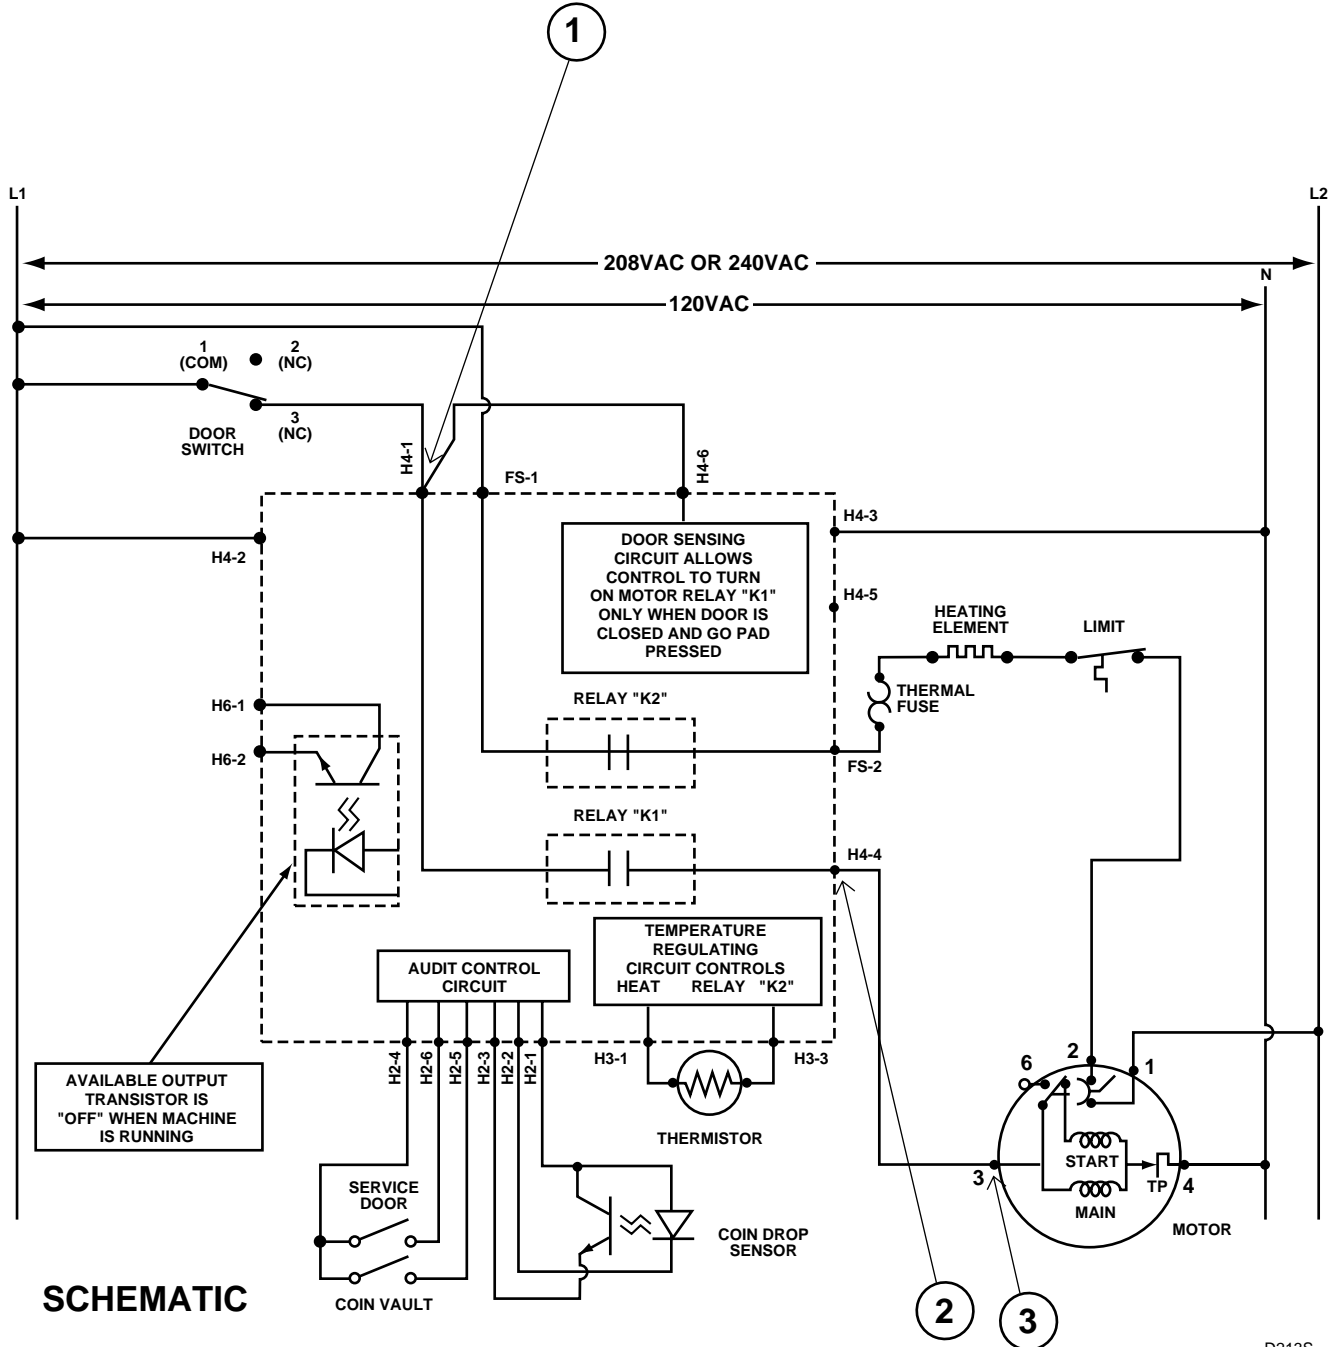 1
L1
L2
208VAC OR 240VAC
N
120VAC
1
(COM)
2
(NC)
3
(NC)
DOOR
SWITCH
H4-1
FS-1
H4-6
H4-2
H4-3
DOOR SENSING
CIRCUIT ALLOWS
CONTROL TO TURN
ON MOTOR RELAY "K1"
ONLY WHEN DOOR IS
CLOSED AND GO PAD
PRESSED
H4-5
HEATING
ELEMENT
LIMIT
THERMAL
FUSE
H6-1
H6-2
RELAY "K2"
FS-2
RELAY "K1"
H4-4
TEMPERATURE
REGULATING
CIRCUIT CONTROLS
HEAT RELAY "K2"
AUDIT CONTROL
CIRCUIT
H2-4
H2-6
H2-5
H2-3
H2-2
H2-1
H3-1
H3-3
THERMISTOR
AVAILABLE OUTPUT
TRANSISTOR IS
"OFF" WHEN MACHINE
IS RUNNING
6
2
1
START
3
TP
4
MAIN
MOTOR
SERVICE
DOOR
COIN DROP
SENSOR
COIN VAULT
SCHEMATIC
2
3